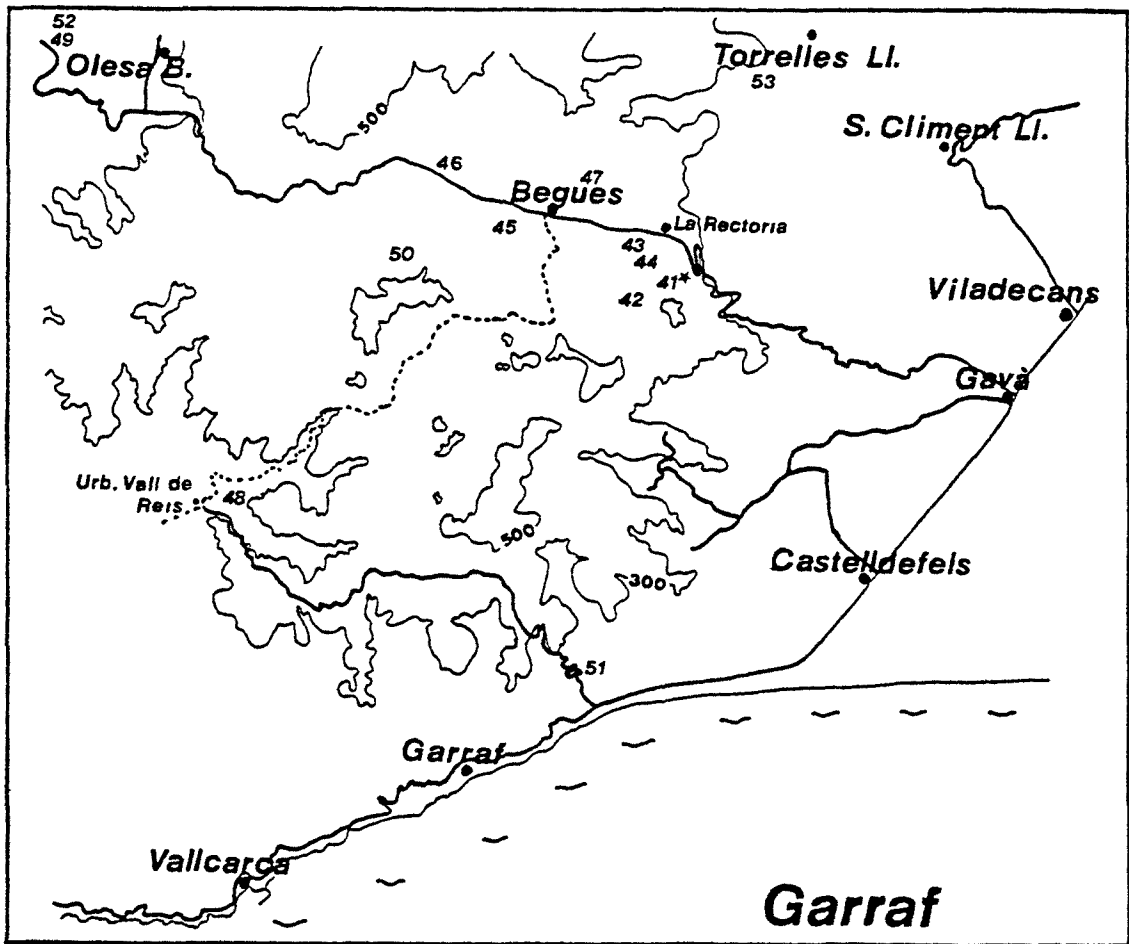 52
49
Olesa B.
Torrelles Ll.
53
500
S. Climent Ll.
46
47
Begues
45
La Rectoria
43
44
50
41*
42
Viladecans
Gavà
Urb. Vall de
Reis
48
500
300
Castelldefels
51
Garraf
Vallcarca
Garraf